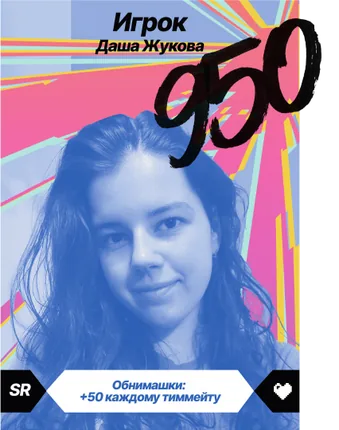 Игрок
Даша Жукова
950
SR
Обнимашки:
+50 каждому тиммейту